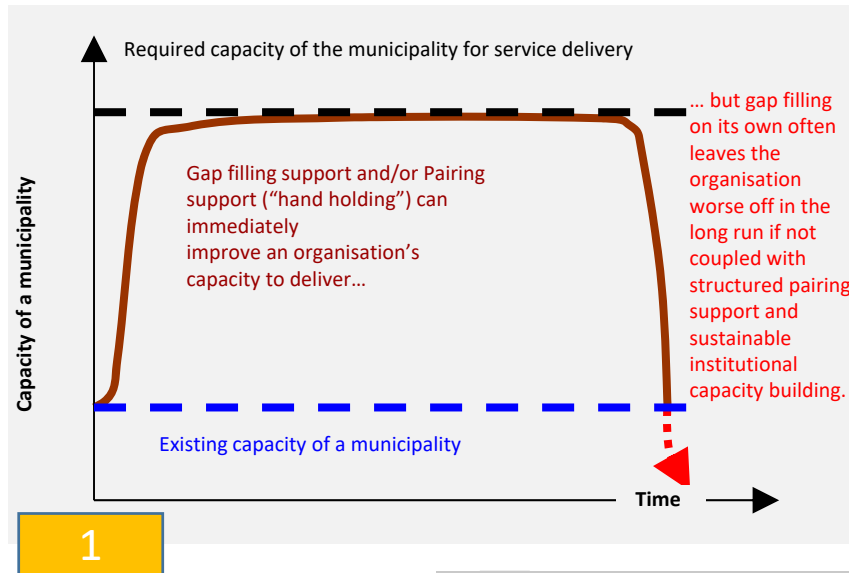 Required capacity of the municipality for service delivery
... but gap filling
on its own often
leaves the
organisation
worse off in the
long run if not
coupled with
structured pairing
support and
sustainable
institutional
capacity building.
Gap filling support and/or Pairing
support (“hand holding”) can
immediately
improve an organisation’s
capacity to deliver…
Capacity of a municipality
Existing capacity of a municipality
Time
1